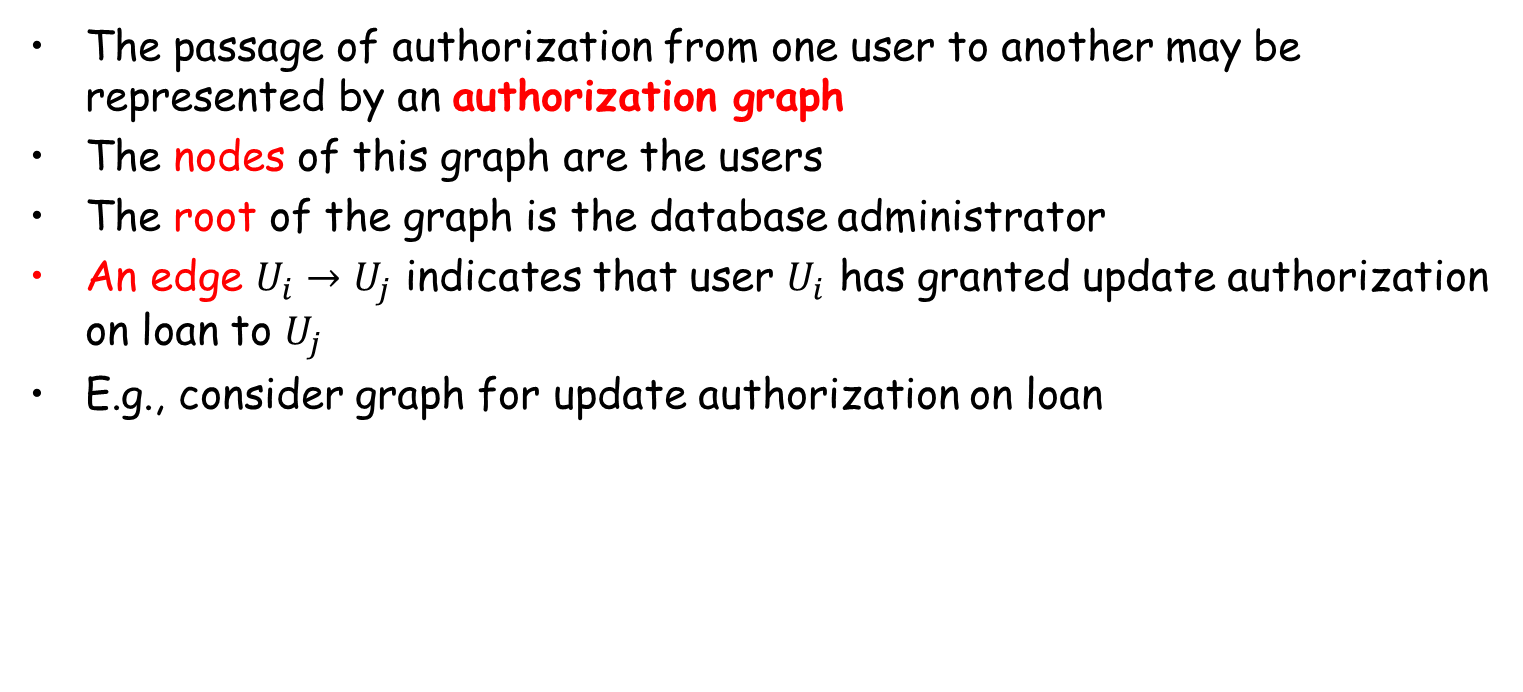 • The passage of authorization from one user to another may be
represented by an authorization graph
• The nodes of this graph are the users
• The root of the graph is the database administrator
• An edge 𝑈𝑖 → 𝑈𝑗 indicates that user 𝑈𝑖 has granted update authorization
on loan to 𝑈𝑗
• E.g., consider graph for update authorization on loan